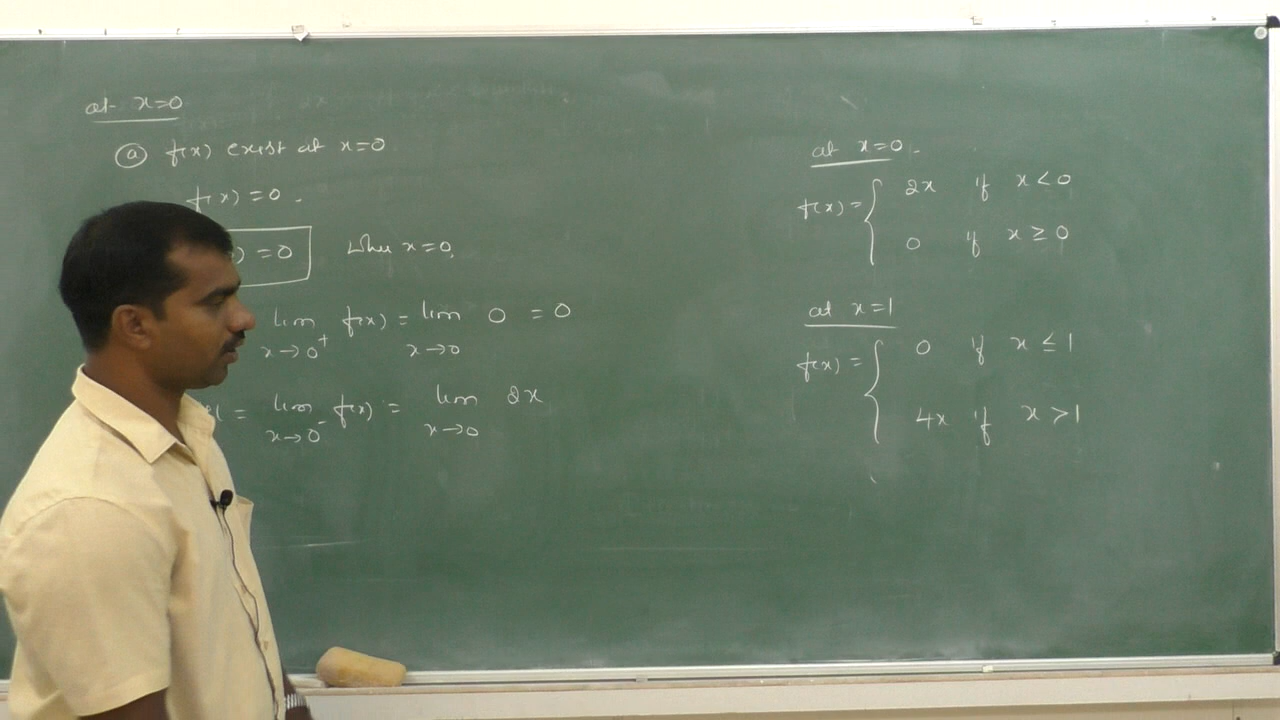 at x=0
ⓐ f(x) exist at x=0
f(x) = 0.
) = 0 when x=0,
lim f(x) = lim 0 = 0
x→0⁺ x→0
= lim f(x) = lim 2x
x→0⁻ x→0
at x=0.
f(x) = { 2x if x < 0
0 if x ≥ 0
at x=1
f(x) = { 0 if x ≤ 1
4x if x > 1